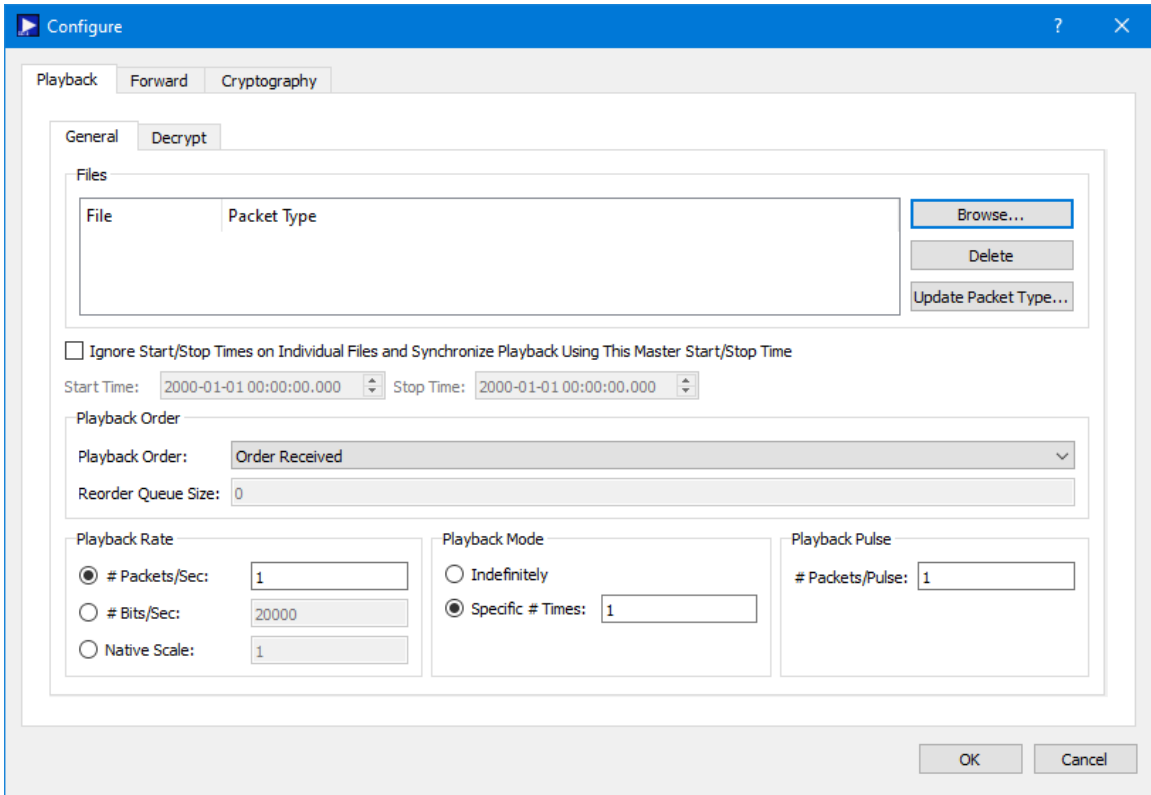 Configure ?
Playback Forward Cryptography
General Decrypt
Files
File Packet Type
Browse...
Delete
Update Packet Type...
Ignore Start/Stop Times on Individual Files and Synchronize Playback Using This Master Start/Stop Time
Start Time: 2000-01-01 00:00:00.000 Stop Time: 2000-01-01 00:00:00.000
Playback Order
Playback Order: Order Received
Reorder Queue Size: 0
Playback Rate
# Packets/Sec: 1
# Bits/Sec: 20000
Native Scale: 1
Playback Mode
Indefinitely
Specific # Times: 1
Playback Pulse
# Packets/Pulse: 1
OK Cancel